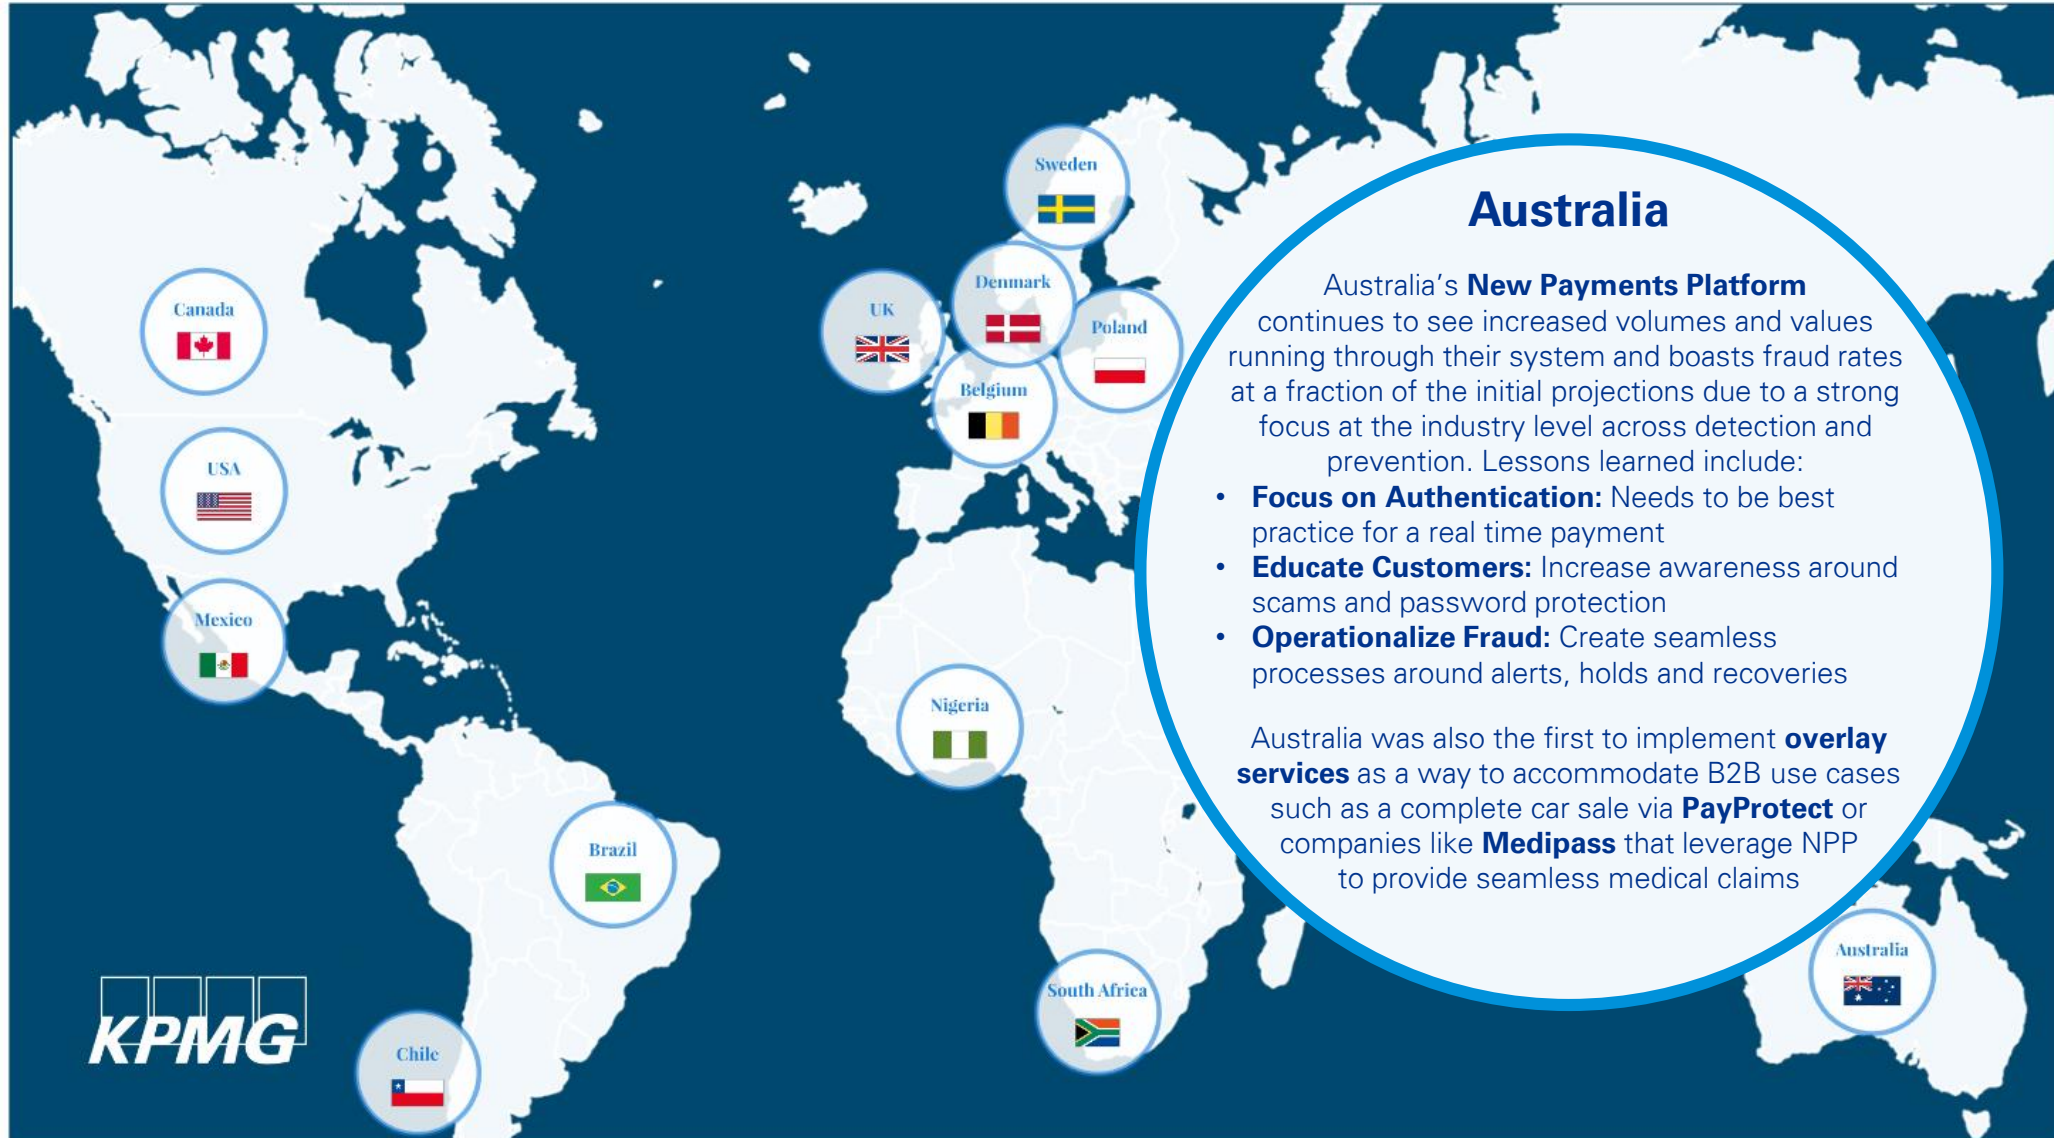 Sweden
Canada
UK
Denmark
Poland
Belgium
USA
Mexico
Nigeria
Brazil
South Africa
Chile
Australia
KPMG
Australia
Australia’s New Payments Platform
continues to see increased volumes and values
running through their system and boasts fraud rates
at a fraction of the initial projections due to a strong
focus at the industry level across detection and
prevention. Lessons learned include:
• Focus on Authentication: Needs to be best
practice for a real time payment
• Educate Customers: Increase awareness around
scams and password protection
• Operationalize Fraud: Create seamless
processes around alerts, holds and recoveries
Australia was also the first to implement overlay
services as a way to accommodate B2B use cases
such as a complete car sale via PayProtect or
companies like Medipass that leverage NPP
to provide seamless medical claims